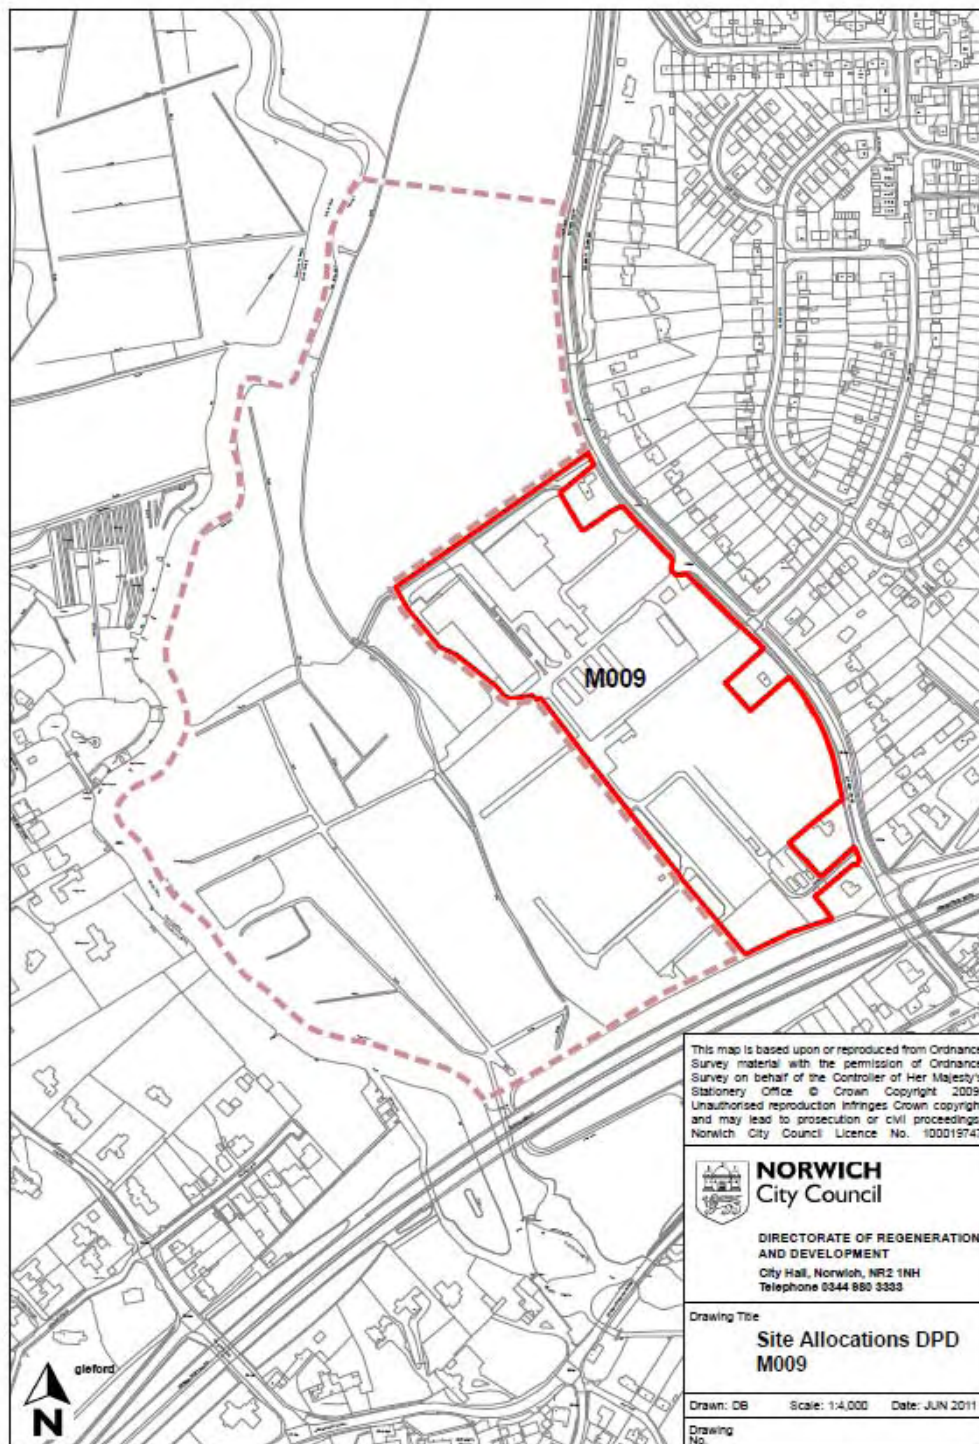 M009
gleford
N
This map is based upon or reproduced from Ordnance
Survey material with the permission of Ordnance
Survey on behalf of the Controller of Her Majesty's
Stationery Office © Crown Copyright 2009.
Unauthorised reproduction infringes Crown copyright
and may lead to prosecution or civil proceedings.
Norwich City Council Licence No. 100019747
NORWICH
City Council
DIRECTORATE OF REGENERATION
AND DEVELOPMENT
City Hall, Norwich, NR2 1NH
Telephone 0344 980 3333
Drawing Title
Site Allocations DPD
M009
Drawn: DB Scale: 1:4,000 Date: JUN 2011
Drawing
No.